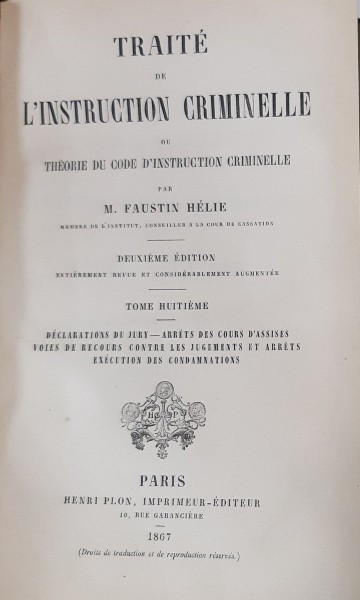 TRAITÉ
DE
L'INSTRUCTION CRIMINELLE
OU
THÉORIE DU CODE D'INSTRUCTION CRIMINELLE
PAR
M. FAUSTIN HÉLIE
MEMBRE DE L'INSTITUT, CONSEILLER A LA COUR DE CASSATION
DEUXIÈME ÉDITION
ENTIÈREMENT REVUE ET CONSIDÉRABLEMENT AUGMENTÉE
TOME HUITIÈME
DÉCLARATIONS DU JURY — ARRÊTS DES COURS D'ASSISES
VOIES DE RECOURS CONTRE LES JUGEMENTS ET ARRÊTS
EXÉCUTION DES CONDAMNATIONS
H P
PARIS
HENRI PLON, IMPRIMEUR-ÉDITEUR
10, RUE GARANCIÈRE
1867
(Droits de traduction et de reproduction réservés.)